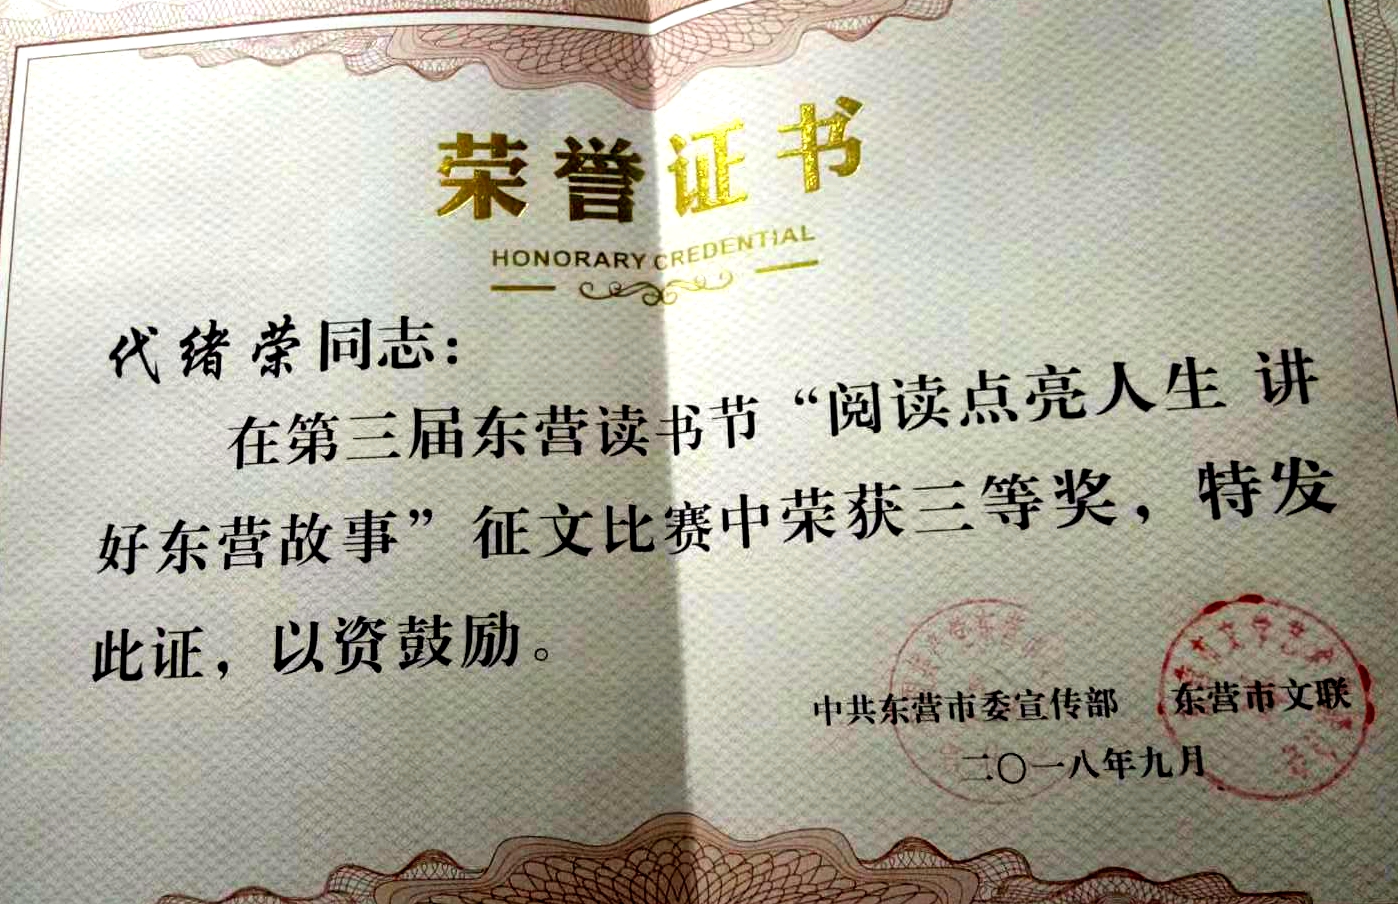 荣誉证书
HONORARY CREDENTIAL
代绪荣同志：
在第三届东营读书节“阅读点亮人生 讲
好东营故事”征文比赛中荣获三等奖，特发
此证，以资鼓励。
中共东营市委宣传部 东营市文联
二〇一八年九月